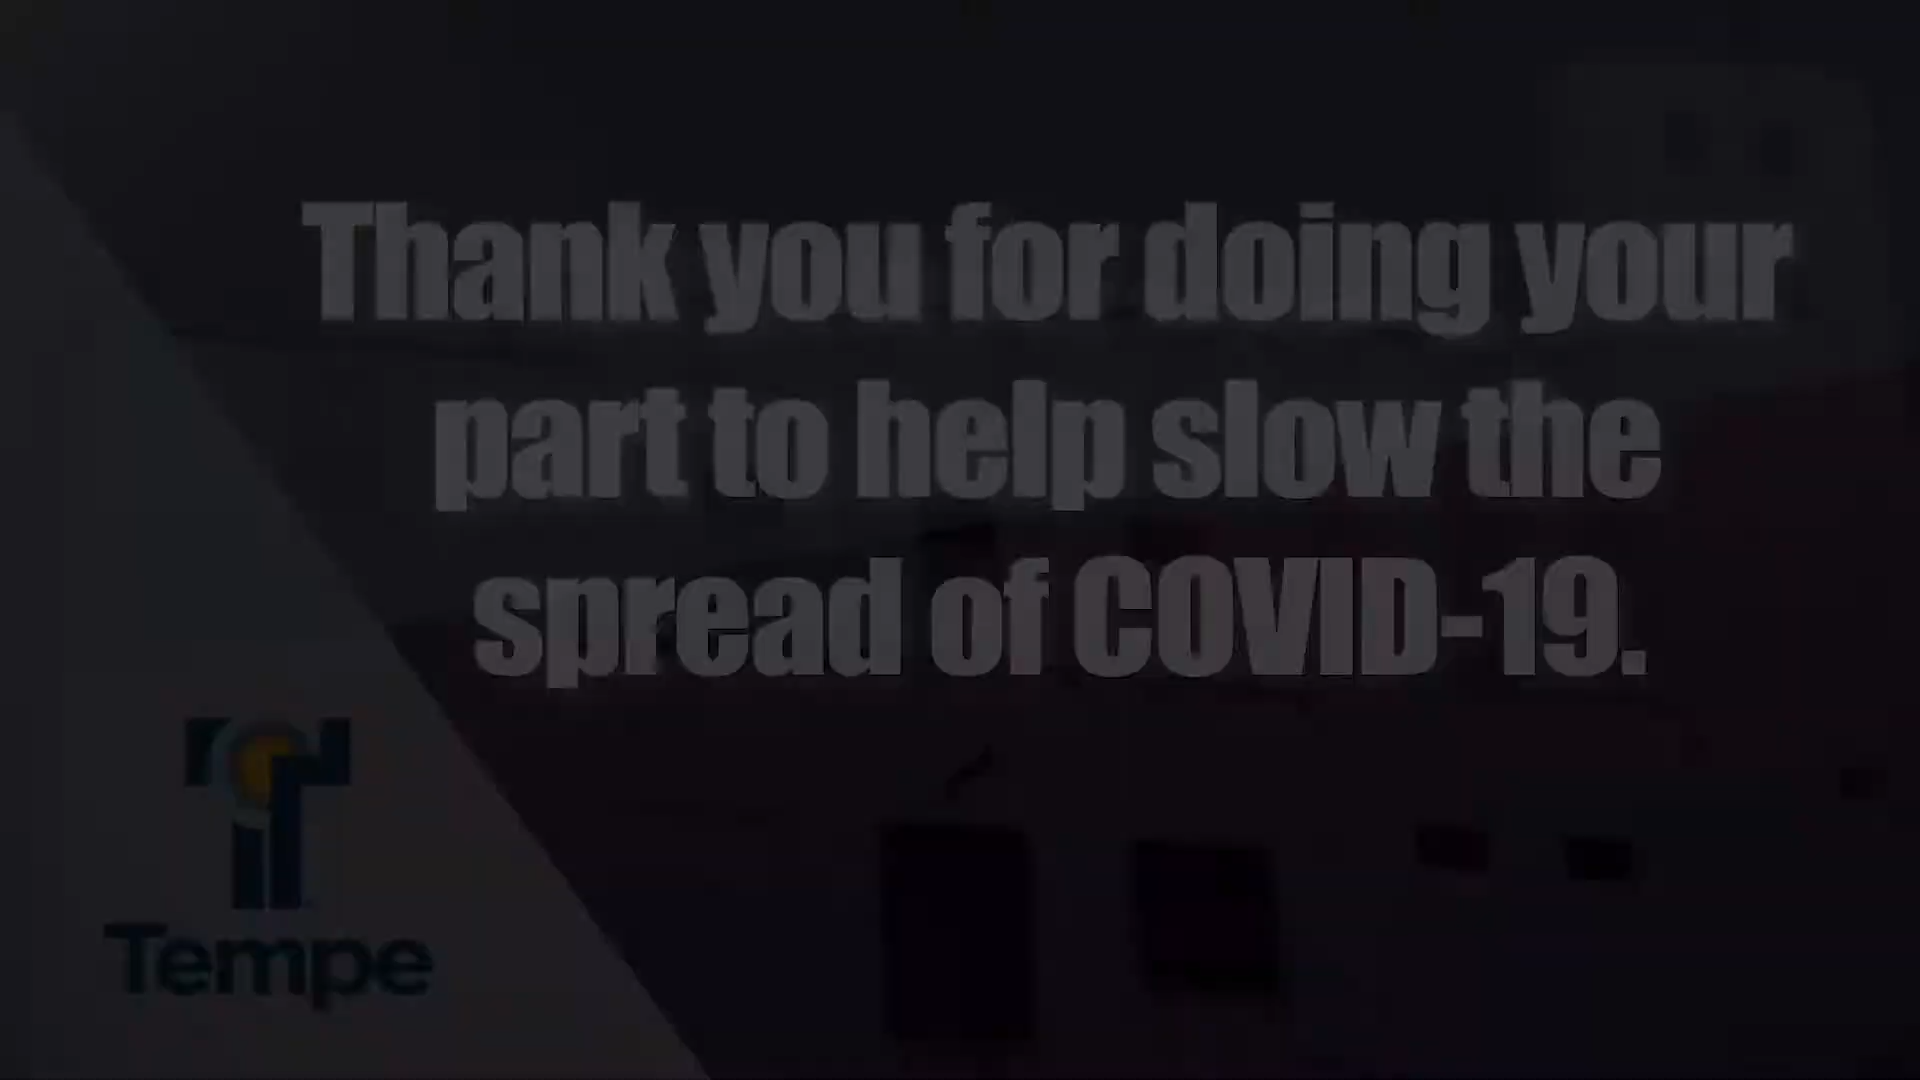 Thank you for doing your
part to help slow the
spread of COVID-19.
Tempe